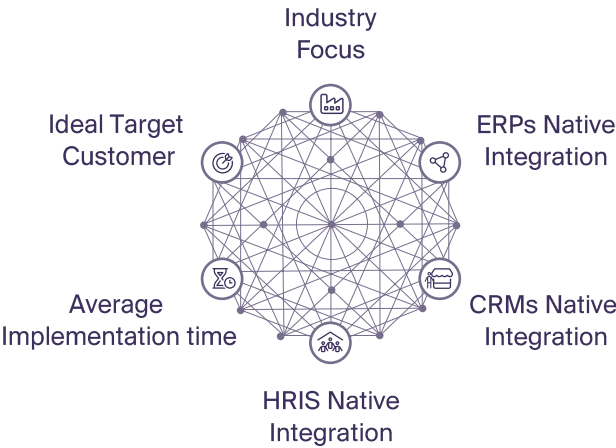 Industry
Focus
Ideal Target
Customer
ERPs Native
Integration
Average
Implementation time
CRMs Native
Integration
HRIS Native
Integration